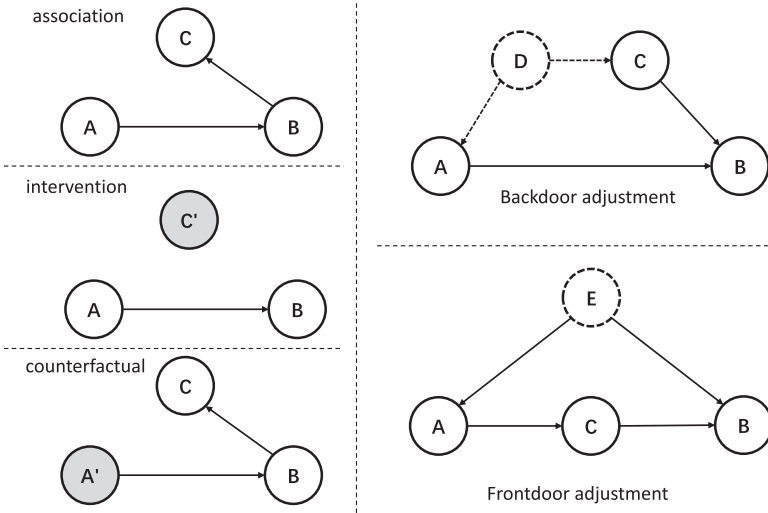 association
C
A
B
intervention
C'
A
B
counterfactual
C
A'
B
D
C
A
B
Backdoor adjustment
E
A
C
B
Frontdoor adjustment